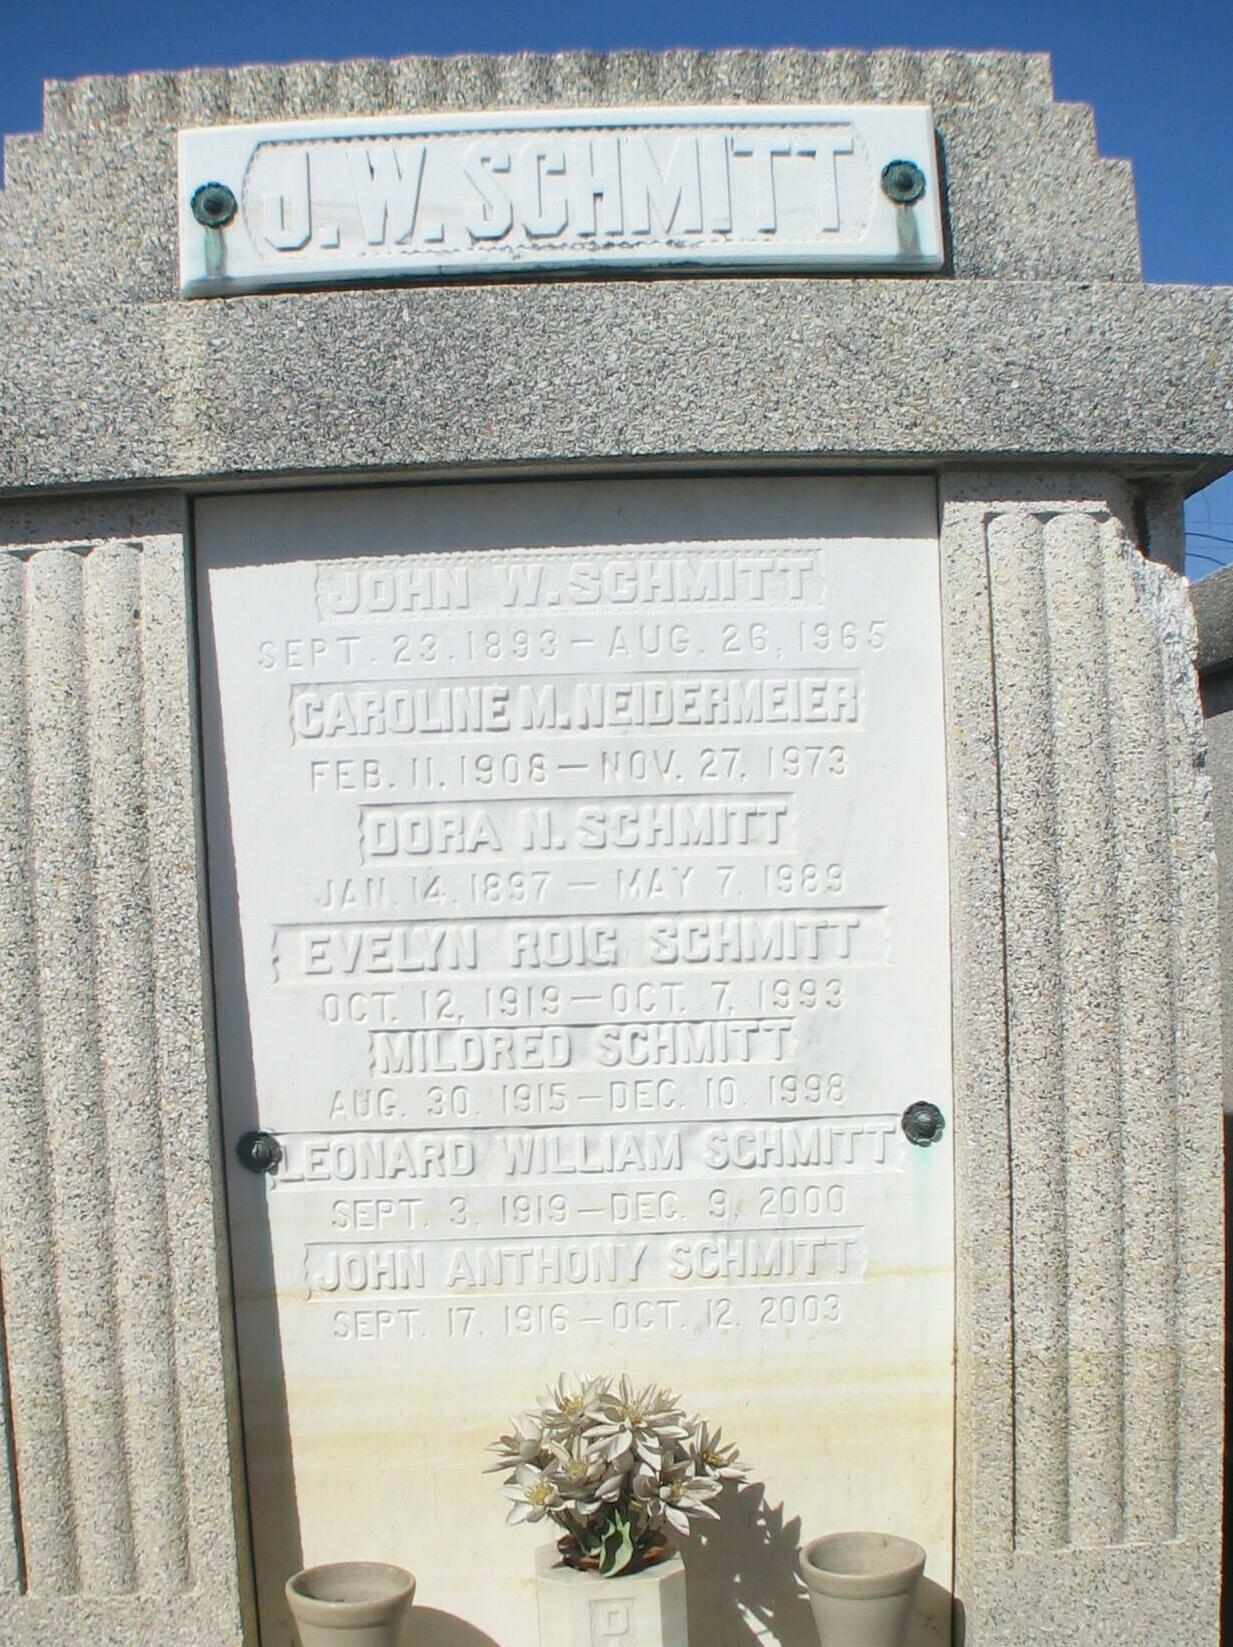 J. W. SCHMITT
JOHN W. SCHMITT
SEPT. 23, 1893 — AUG. 26, 1965
CAROLINE M. NEIDERMEIER
FEB. 11, 1908 — NOV. 27, 1973
DORA N. SCHMITT
JAN. 14, 1897 — MAY 7, 1989
EVELYN ROIG SCHMITT
OCT. 12, 1919 — OCT. 7, 1993
MILDRED SCHMITT
AUG. 30, 1915 — DEC. 10, 1998
LEONARD WILLIAM SCHMITT
SEPT. 3, 1919 — DEC. 9, 2000
JOHN ANTHONY SCHMITT
SEPT. 17, 1916 — OCT. 12, 2003
D